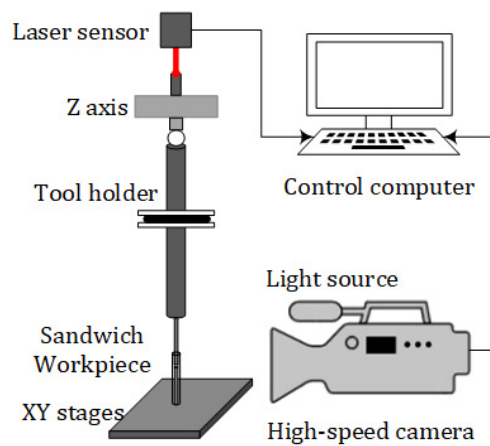 Laser sensor
Z axis
Tool holder
Control computer
Light source
Sandwich
Workpiece
XY stages
High-speed camera